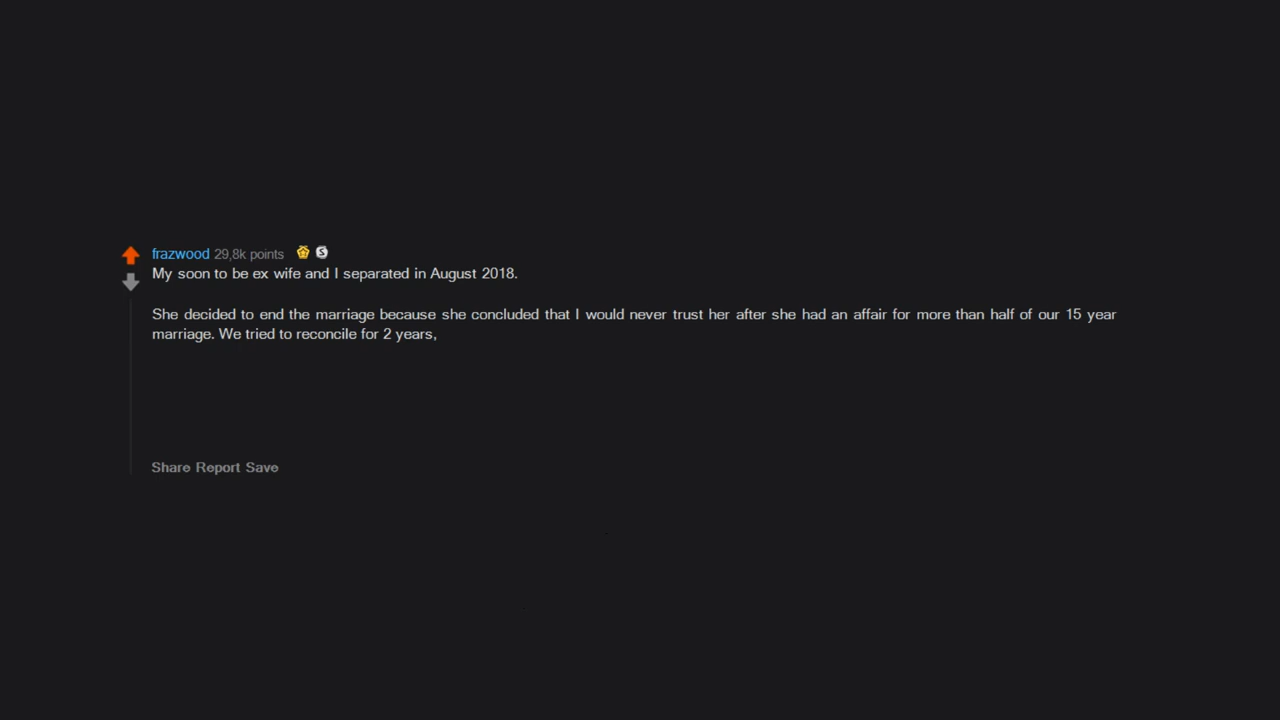 frazwood 29,8k points
My soon to be ex wife and I separated in August 2018.
She decided to end the marriage because she concluded that I would never trust her after she had an affair for more than half of our 15 year
marriage. We tried to reconcile for 2 years,
Share Report Save